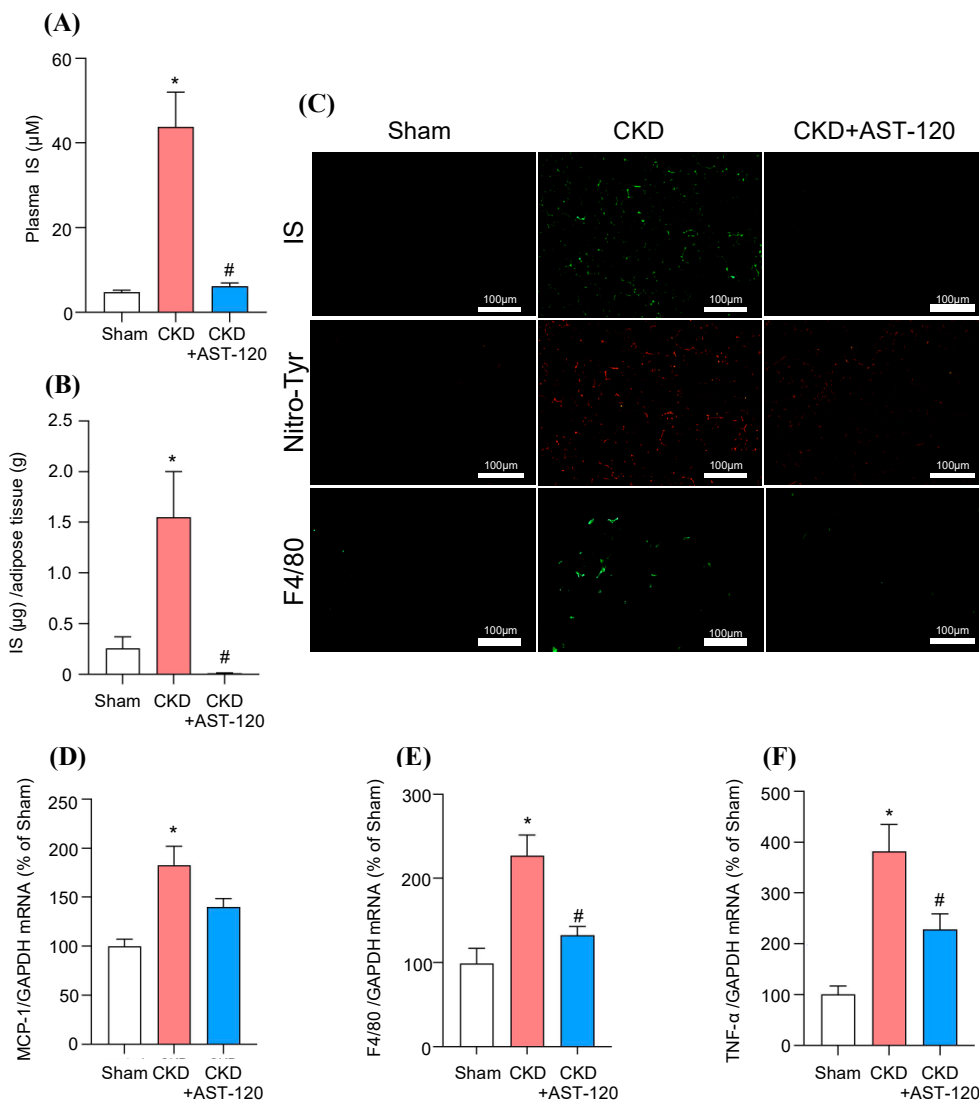 (A)
Plasma IS (µM)
60
40
20
0
*
#
Sham
CKD
CKD
+AST-120
(B)
IS (µg) /adipose tissue (g)
2.5
2.0
1.5
1.0
0.5
0
*
#
Sham
CKD
CKD
+AST-120
(C)
Sham
CKD
CKD+AST-120
IS
100µm
100µm
100µm
Nitro-Tyr
100µm
100µm
100µm
F4/80
100µm
100µm
100µm
(D)
MCP-1/GAPDH mRNA (% of Sham)
250
200
150
100
50
0
*
Sham
CKD
CKD
+AST-120
(E)
F4/80 /GAPDH mRNA (% of Sham)
300
200
100
0
*
#
Sham
CKD
CKD
+AST-120
(F)
TNF-α /GAPDH mRNA (% of Sham)
500
400
300
200
100
0
*
#
Sham
CKD
CKD
+AST-120